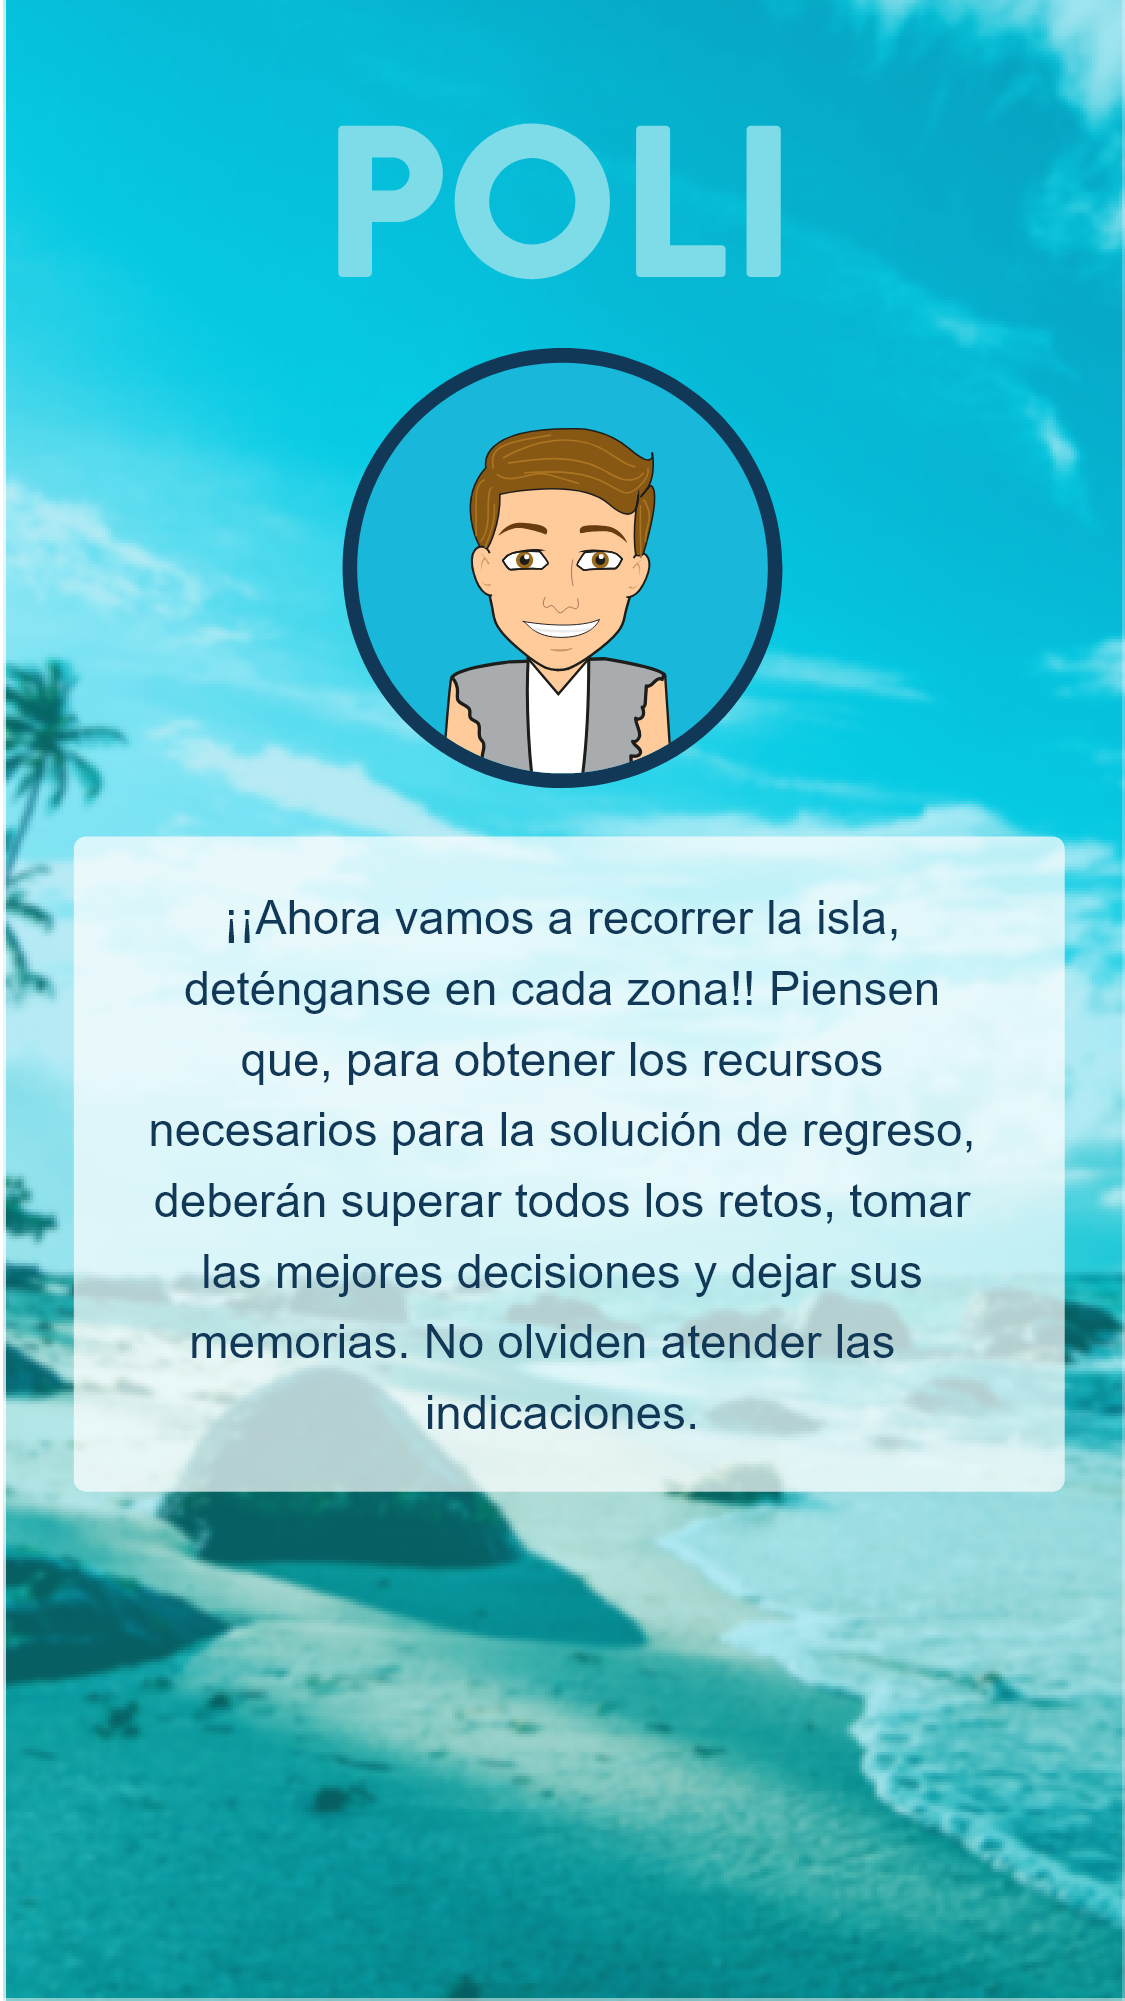 POLI
¡¡Ahora vamos a recorrer la isla,
deténganse en cada zona!! Piensen
que, para obtener los recursos
necesarios para la solución de regreso,
deberán superar todos los retos, tomar
las mejores decisiones y dejar sus
memorias. No olviden atender las
indicaciones.